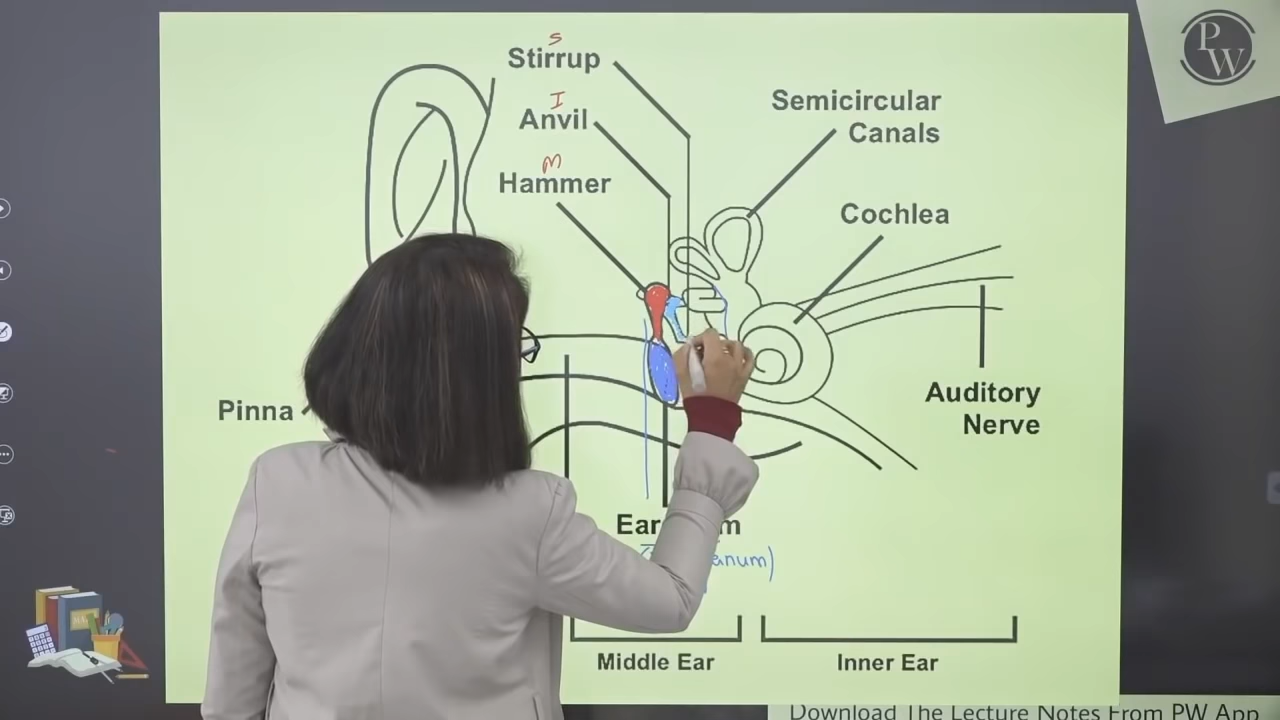 S
Stirrup
I
Anvil
M
Hammer
Semicircular
Canals
Cochlea
Pinna
Auditory
Nerve
Ear
Middle Ear
Inner Ear
PW
Download The Lecture Notes From PW App